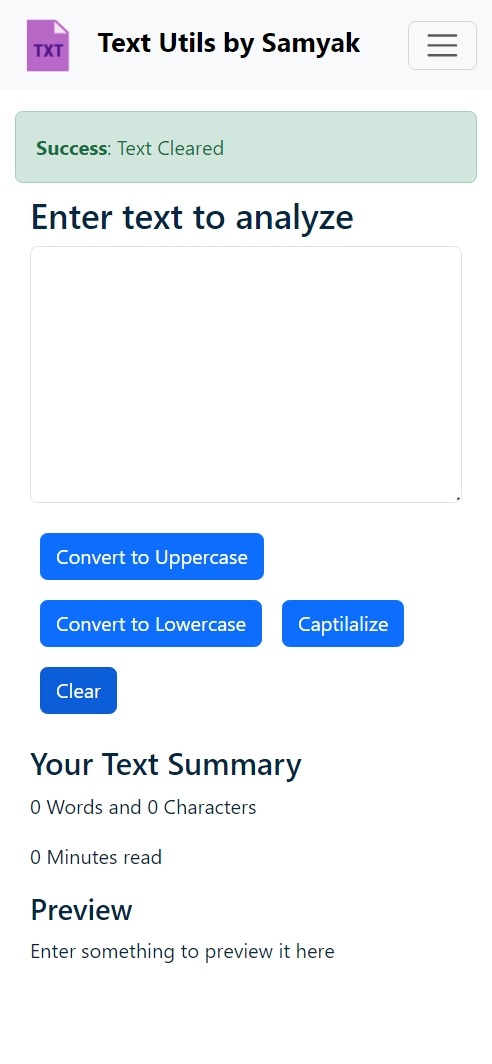 TXT
Text Utils by Samyak
Success: Text Cleared
Enter text to analyze
Convert to Uppercase
Convert to Lowercase
Captilalize
Clear
Your Text Summary
0 Words and 0 Characters
0 Minutes read
Preview
Enter something to preview it here